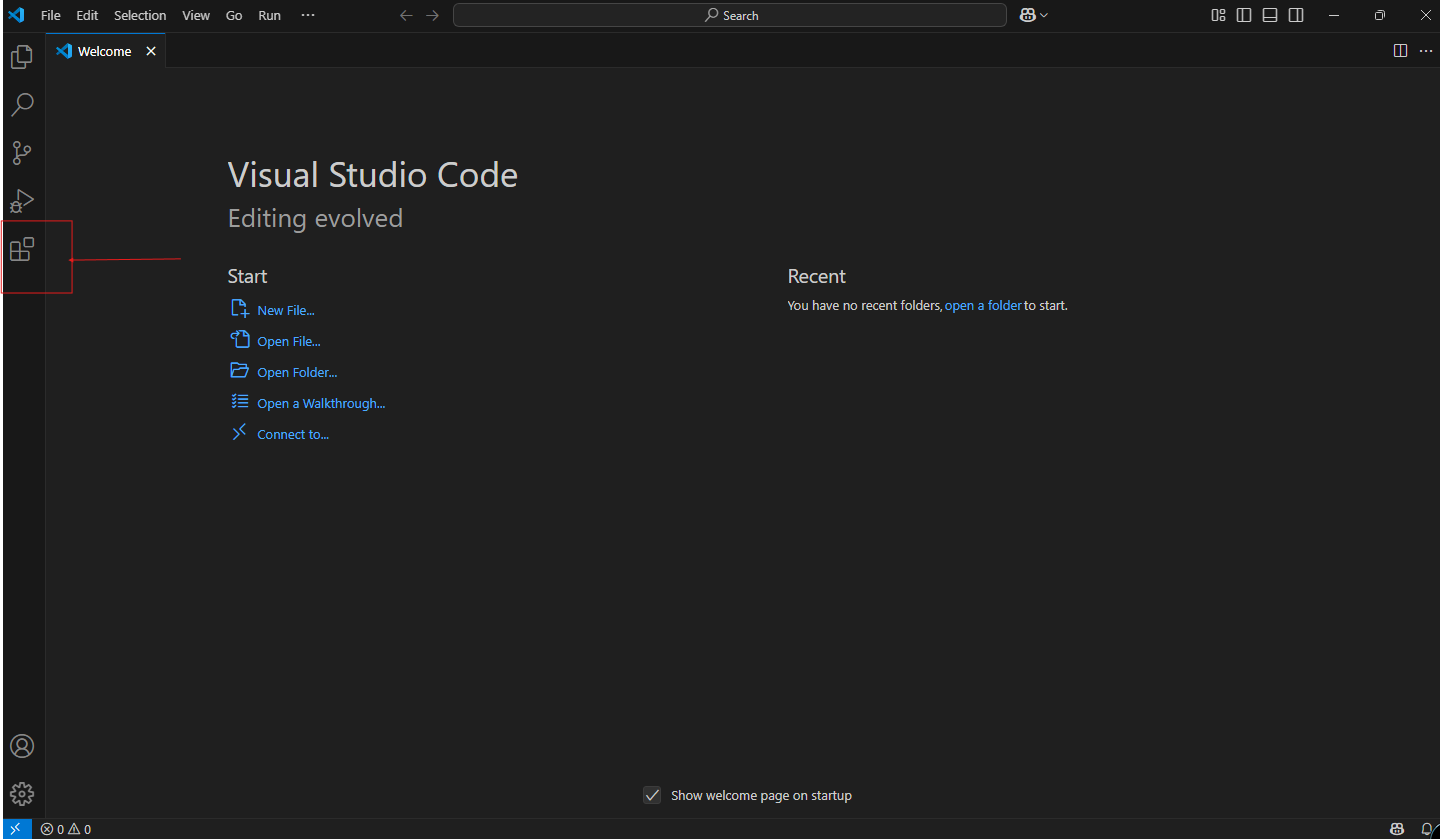 File Edit Selection View Go Run ···
Search
Welcome
Visual Studio Code
Editing evolved
Start
New File...
Open File...
Open Folder...
Open a Walkthrough...
Connect to...
Recent
You have no recent folders, open a folder to start.
Show welcome page on startup
0 0